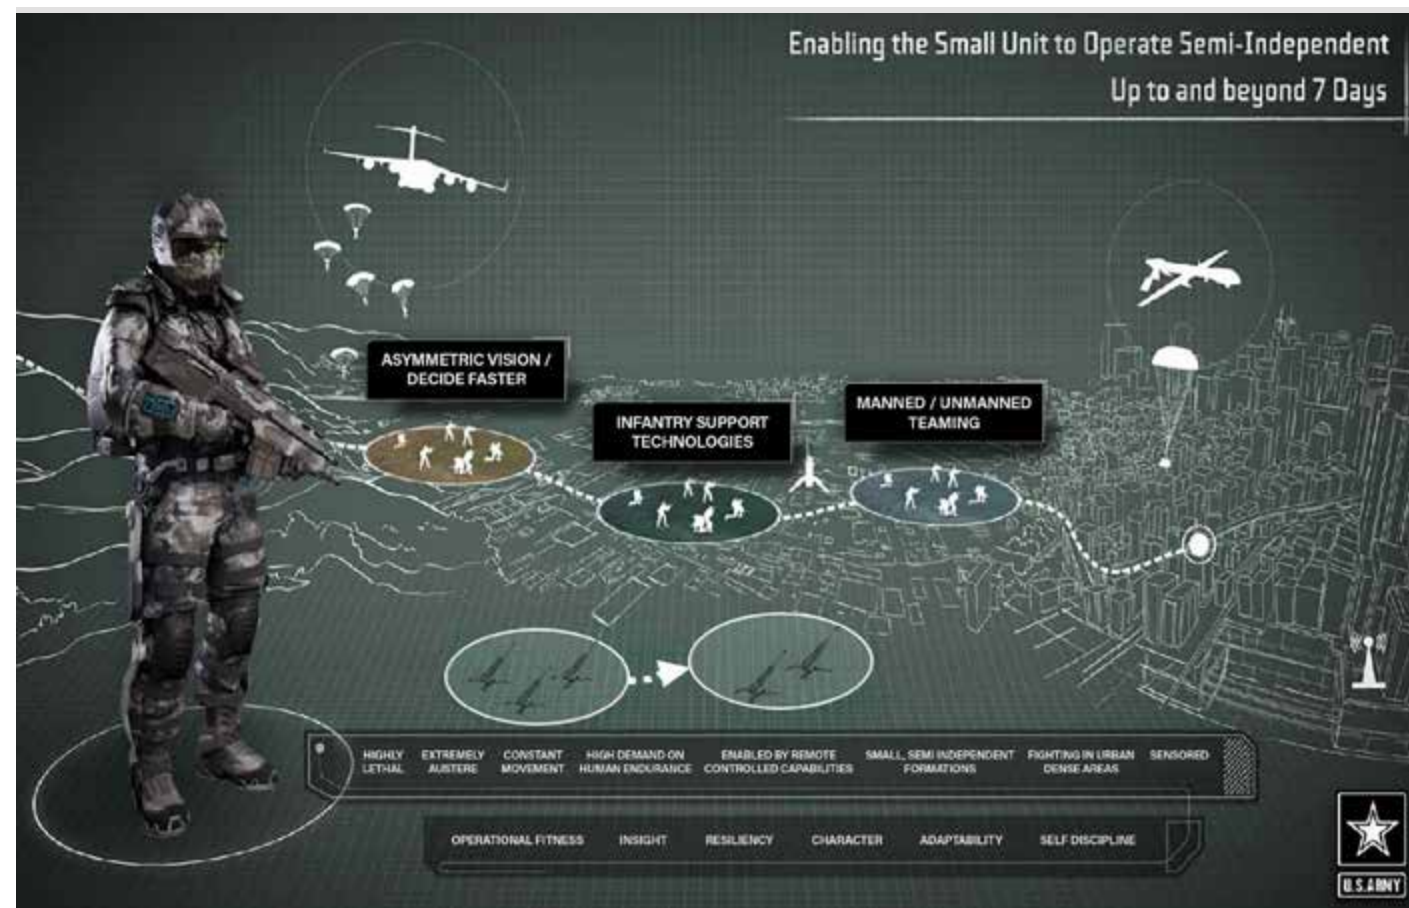 Enabling the Small Unit to Operate Semi-Independent
Up to and beyond 7 Days
ASYMMETRIC VISION /
DECIDE FASTER
INFANTRY SUPPORT
TECHNOLOGIES
MANNED / UNMANNED
TEAMING
HIGHLY
LETHAL
EXTREMELY
AUSTERE
CONSTANT
MOVEMENT
HIGH DEMAND ON
HUMAN ENDURANCE
ENABLED BY REMOTE
CONTROLLED CAPABILITIES
SMALL, SEMI INDEPENDENT
FORMATIONS
FIGHTING IN URBAN
DENSE AREAS
SENSORED
OPERATIONAL FITNESS INSIGHT RESILIENCY CHARACTER ADAPTABILITY SELF DISCIPLINE
U.S.ARMY